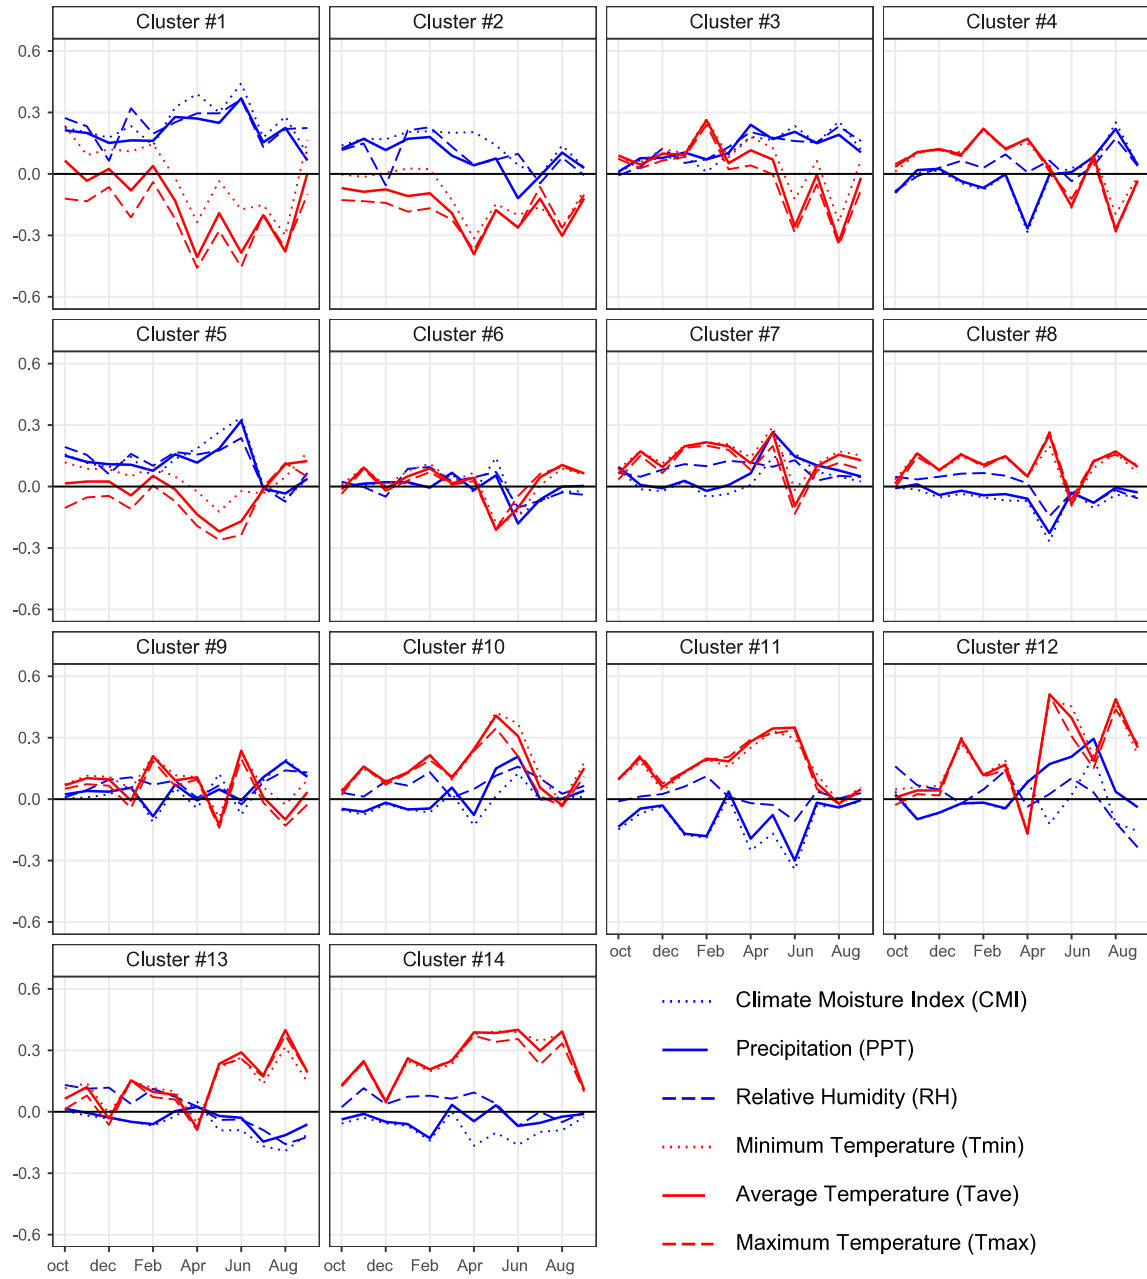 Cluster #1 Cluster #2 Cluster #3 Cluster #4
0.6
0.3
0.0
-0.3
-0.6
Cluster #5 Cluster #6 Cluster #7 Cluster #8
0.6
0.3
0.0
-0.3
-0.6
Cluster #9 Cluster #10 Cluster #11 Cluster #12
0.6
0.3
0.0
-0.3
-0.6
oct dec Feb Apr Jun Aug oct dec Feb Apr Jun Aug
Cluster #13 Cluster #14
0.6
0.3
0.0
-0.3
-0.6
oct dec Feb Apr Jun Aug oct dec Feb Apr Jun Aug
Climate Moisture Index (CMI)
Precipitation (PPT)
Relative Humidity (RH)
Minimum Temperature (Tmin)
Average Temperature (Tave)
Maximum Temperature (Tmax)